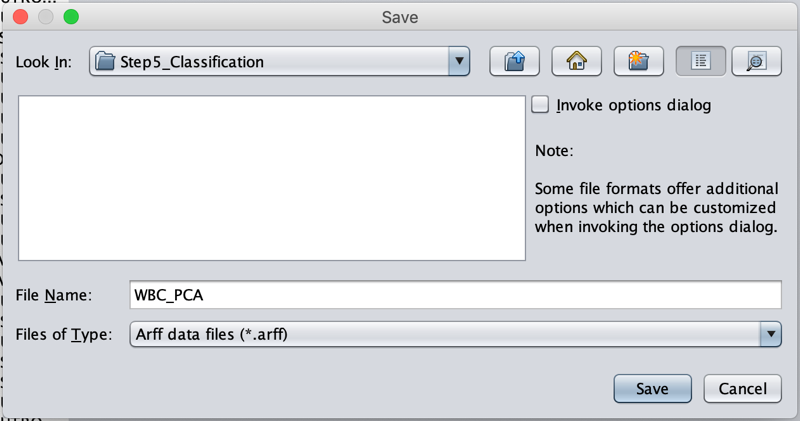 Save
Look In: Step5_Classification
Invoke options dialog
Note:
Some file formats offer additional
options which can be customized
when invoking the options dialog.
File Name: WBC_PCA
Files of Type: Arff data files (*.arff)
Save Cancel